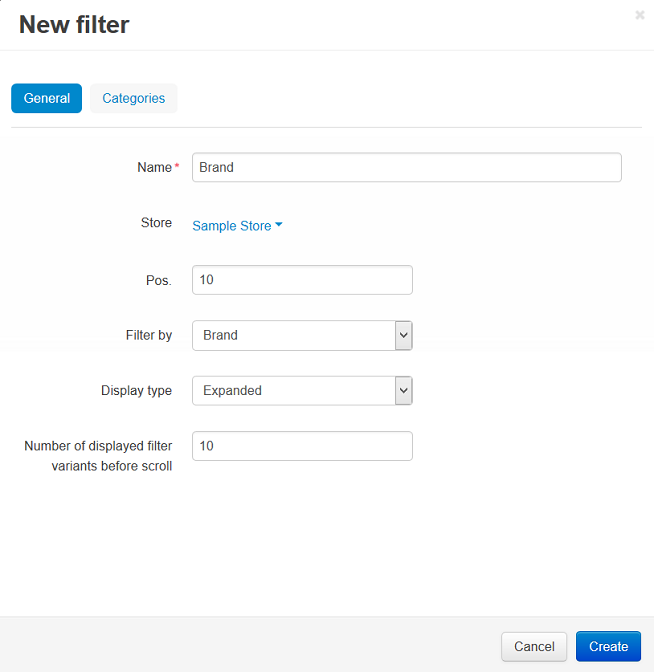 New filter
General Categories
Name * Brand
Store Sample Store
Pos. 10
Filter by Brand
Display type Expanded
Number of displayed filter 10
variants before scroll
Cancel Create